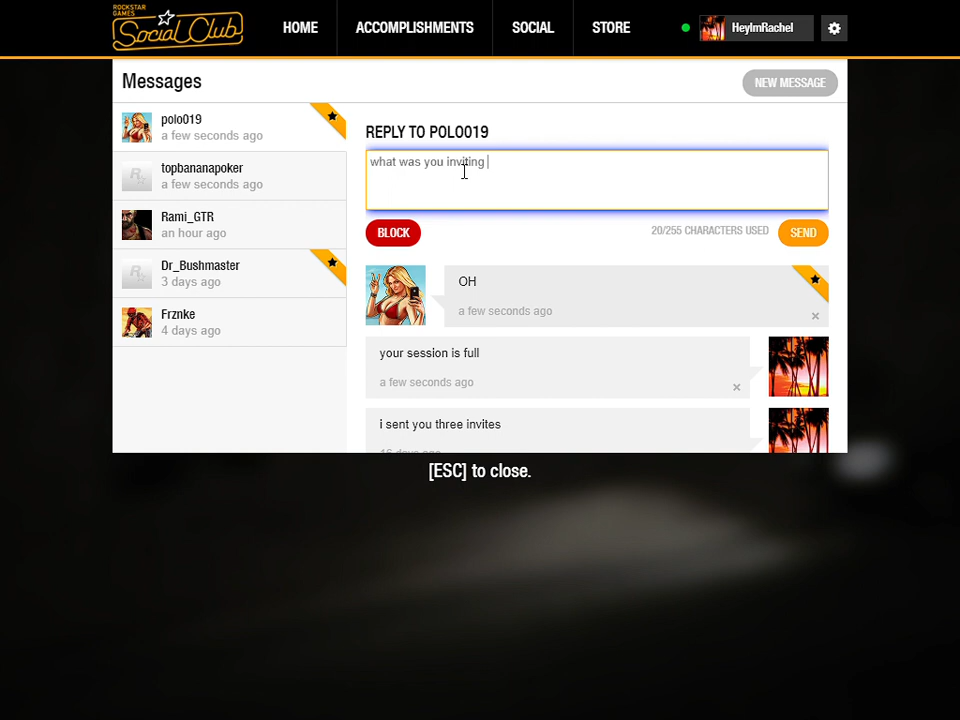 ROCKSTAR
GAMES
Social Club
HOME
ACCOMPLISHMENTS
SOCIAL
STORE
HeyImRachel
Messages
NEW MESSAGE
polo019
a few seconds ago
topbananapoker
a few seconds ago
Rami_GTR
an hour ago
Dr_Bushmaster
3 days ago
Frznke
4 days ago
REPLY TO POLO019
what was you inviting
BLOCK
20/255 CHARACTERS USED
SEND
OH
a few seconds ago
your session is full
a few seconds ago
i sent you three invites
16 days ago
[ESC] to close.